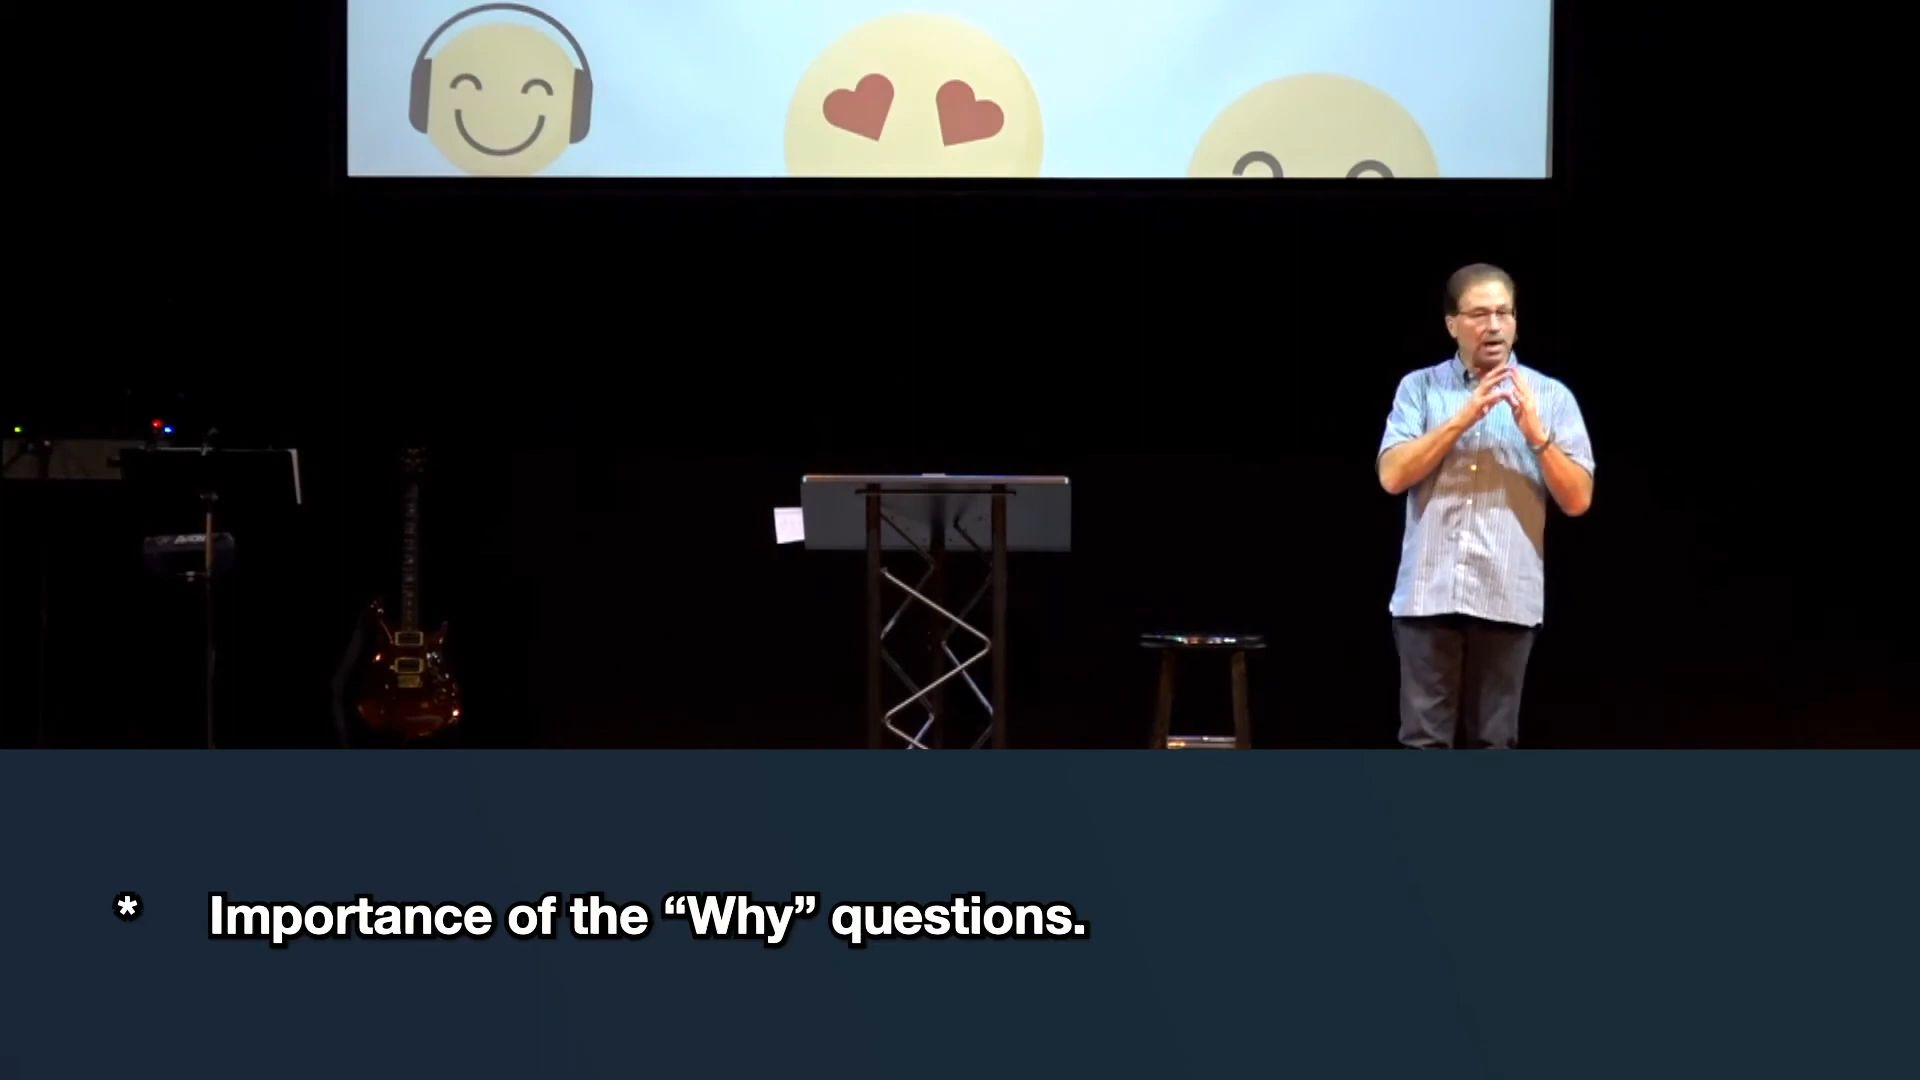 * Importance of the “Why” questions.